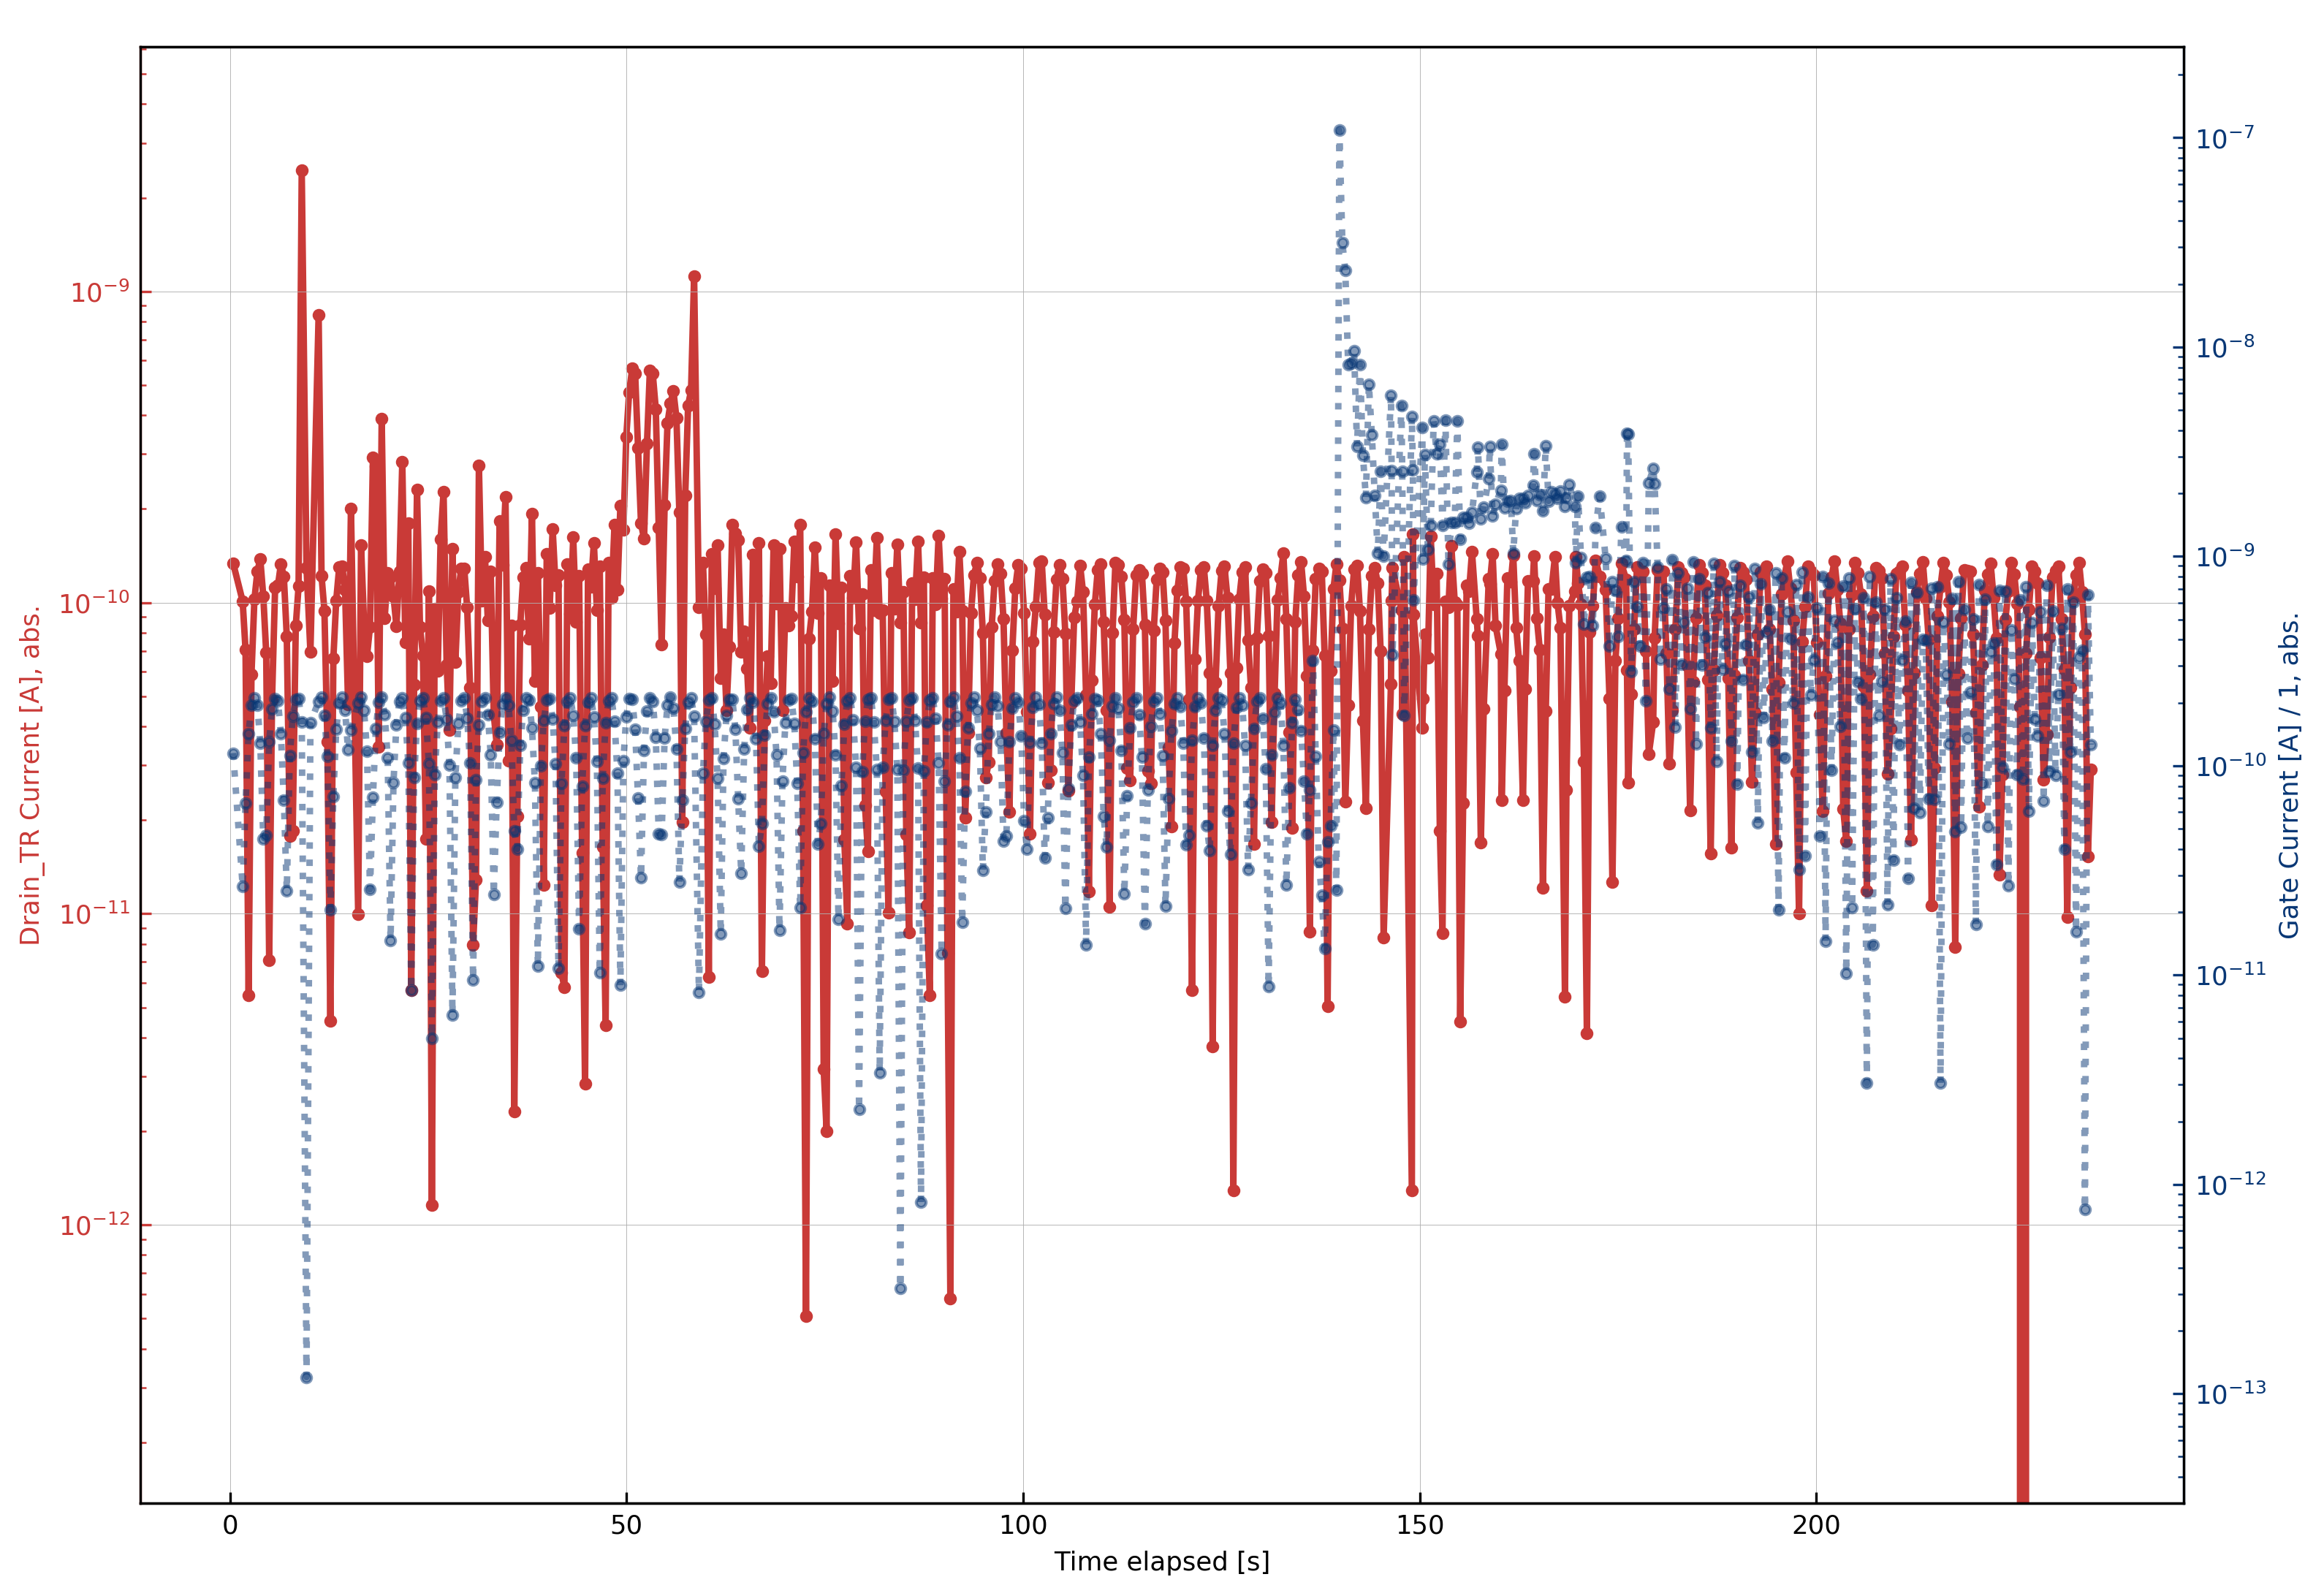 Drain_TR Current [A], abs.
10⁻⁹
10⁻¹⁰
10⁻¹¹
10⁻¹²
10⁻⁷
10⁻⁸
10⁻⁹
10⁻¹⁰
10⁻¹¹
10⁻¹²
10⁻¹³
Gate Current [A] / 1, abs.
0 50 100 150 200
Time elapsed [s]